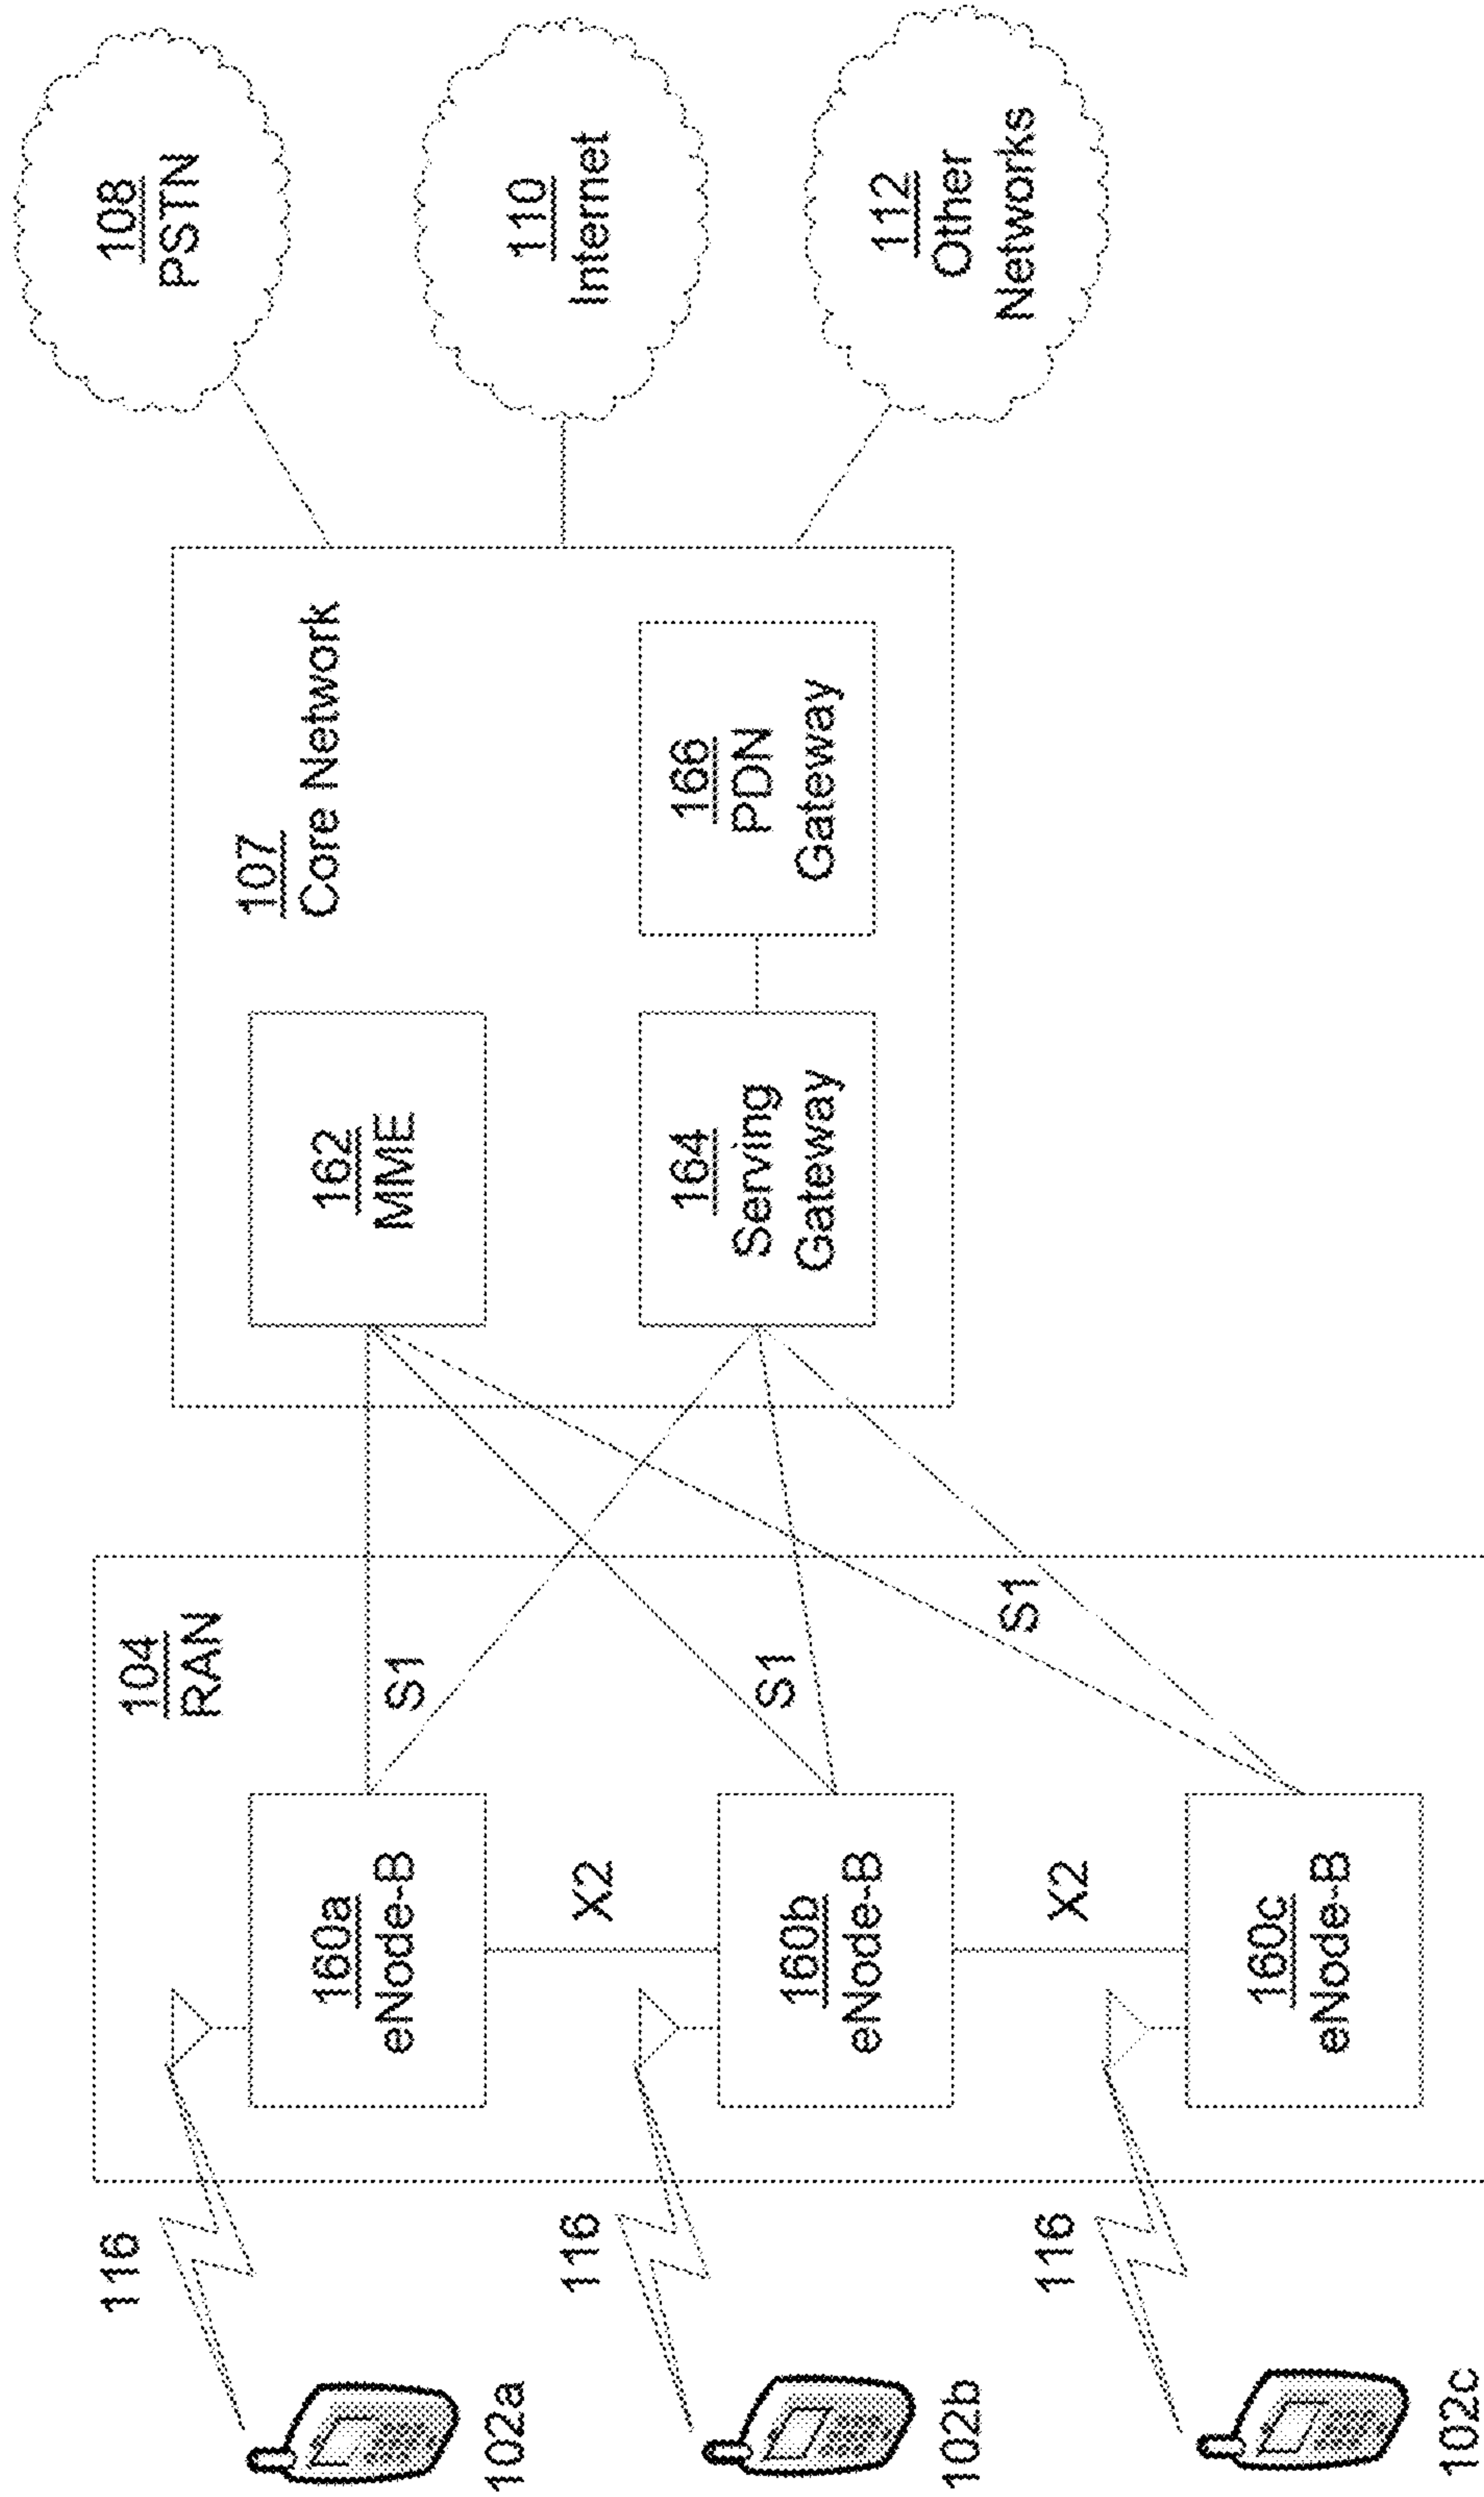 116
102a
116
102b
116
102c
104
RAN
160a
eNode-B
X2
160b
eNode-B
X2
160c
eNode-B
S1
S1
S1
107
Core Network
162
MME
164
Serving
Gateway
166
PDN
Gateway
108
PSTN
110
Internet
112
Other
Networks